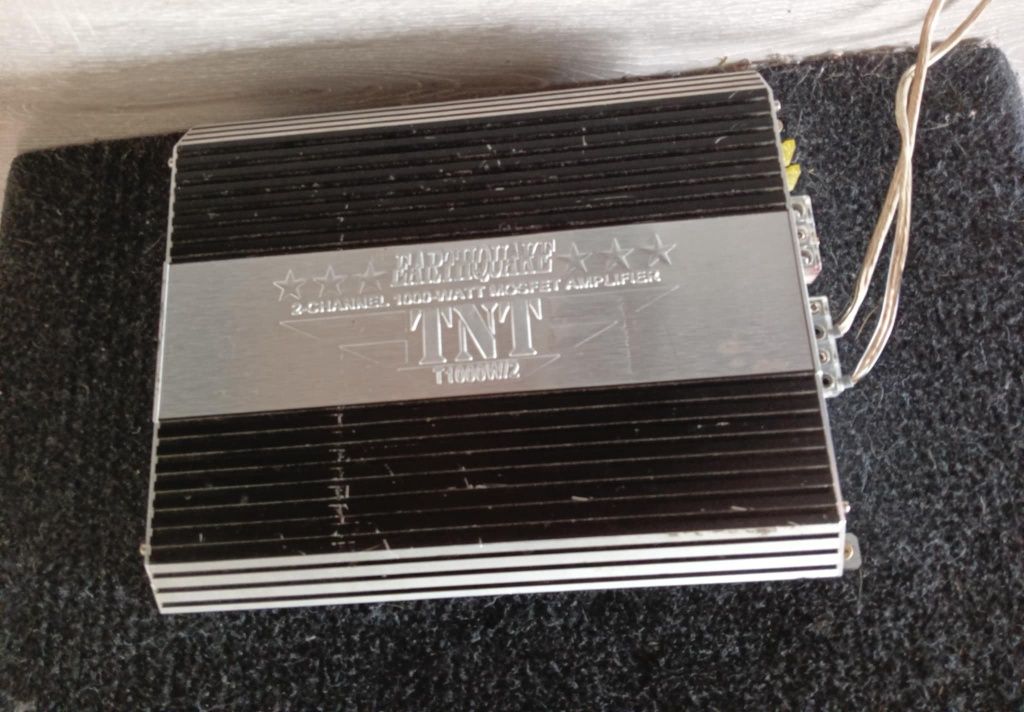 EARTHQUAKE
2-CHANNEL 1000-WATT MOSFET AMPLIFIER
TNT
T1000W/2